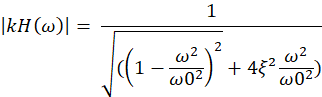 |kH(ω)| = 1 / √((1 − ω²/ω0²)² + 4ξ² ω²/ω0²)